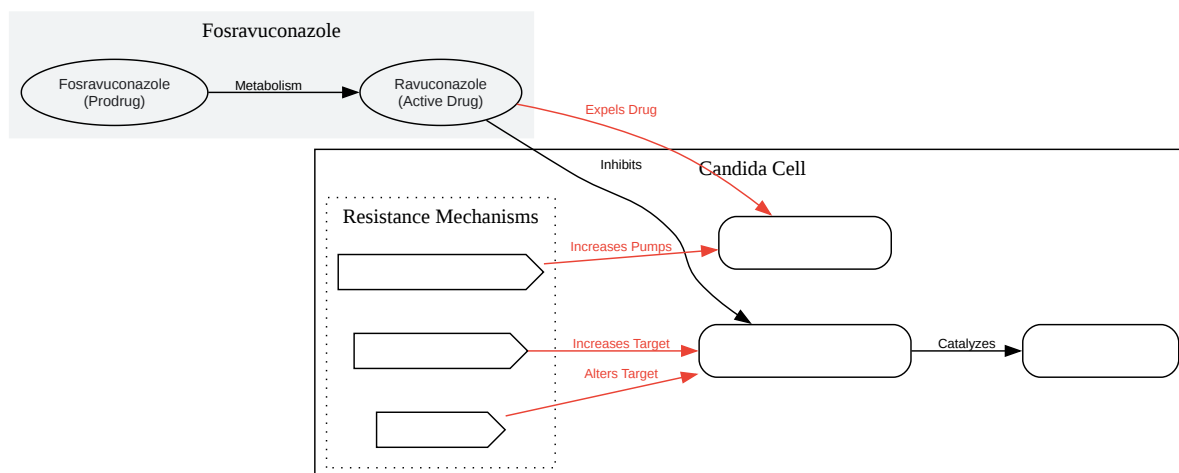 Fosravuconazole
Fosravuconazole
(Prodrug)
Metabolism
Ravuconazole
(Active Drug)
Expels Drug
Inhibits
Candida Cell
Resistance Mechanisms
Increases Pumps
Increases Target
Catalyzes
Alters Target